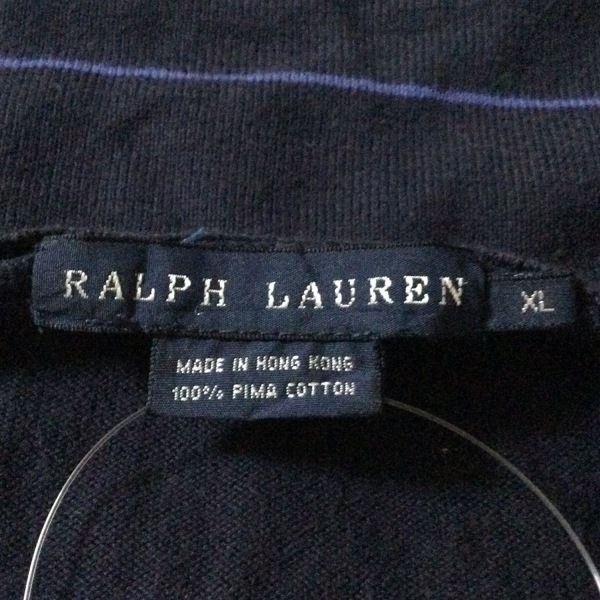 RALPH LAUREN XL
MADE IN HONG KONG
100% PIMA COTTON